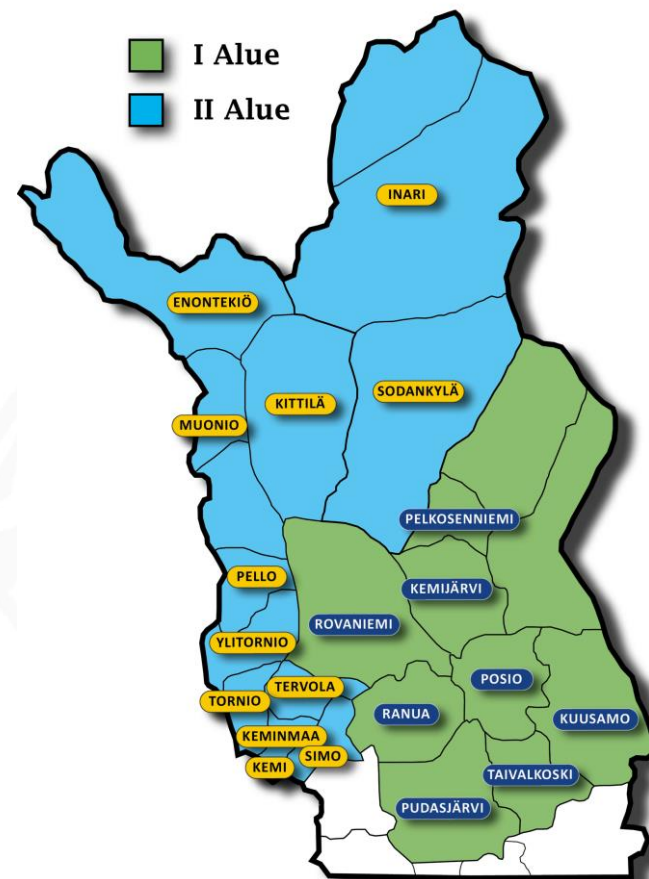 I Alue
II Alue
INARI
ENONTEKIÖ
KITTILÄ
SODANKYLÄ
MUONIO
PELKOSENNIEMI
PELLO
KEMIJÄRVI
ROVANIEMI
YLITORNIO
POSIO
TERVOLA
TORNIO
RANUA
KUUSAMO
KEMINMAA
SIMO
KEMI
TAIVALKOSKI
PUDASJÄRVI